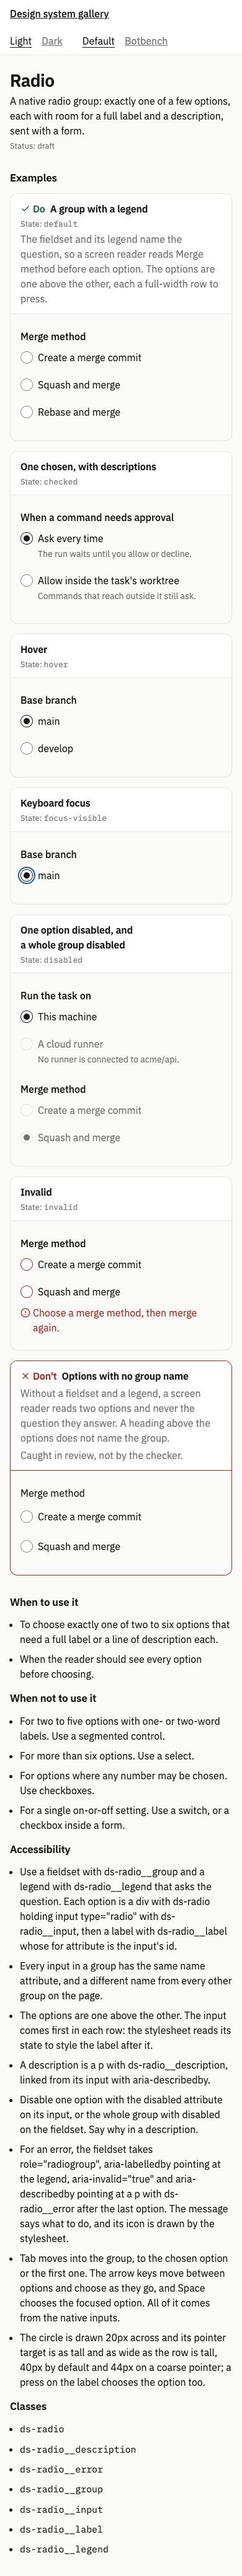 Design system gallery
Light Dark Default Botbench
Radio
A native radio group: exactly one of a few options,
each with room for a full label and a description,
sent with a form.
Status: draft
Examples
Do A group with a legend
State: default
The fieldset and its legend name the
question, so a screen reader reads Merge
method before each option. The options are
one above the other, each a full-width row to
press.
Merge method
Create a merge commit
Squash and merge
Rebase and merge
One chosen, with descriptions
State: checked
When a command needs approval
Ask every time
The run waits until you allow or decline.
Allow inside the task's worktree
Commands that reach outside it still ask.
Hover
State: hover
Base branch
main
develop
Keyboard focus
State: focus-visible
Base branch
main
One option disabled, and
a whole group disabled
State: disabled
Run the task on
This machine
A cloud runner
No runner is connected to acme/api.
Merge method
Create a merge commit
Squash and merge
Invalid
State: invalid
Merge method
Create a merge commit
Squash and merge
Choose a merge method, then merge
again.
Don't Options with no group name
Without a fieldset and a legend, a screen
reader reads two options and never the
question they answer. A heading above the
options does not name the group.
Caught in review, not by the checker.
Merge method
Create a merge commit
Squash and merge
When to use it
• To choose exactly one of two to six options that
need a full label or a line of description each.
• When the reader should see every option
before choosing.
When not to use it
• For two to five options with one- or two-word
labels. Use a segmented control.
• For more than six options. Use a select.
• For options where any number may be chosen.
Use checkboxes.
• For a single on-or-off setting. Use a switch, or a
checkbox inside a form.
Accessibility
• Use a fieldset with ds-radio__group and a
legend with ds-radio__legend that asks the
question. Each option is a div with ds-radio
holding input type="radio" with ds-
radio__input, then a label with ds-radio__label
whose for attribute is the input's id.
• Every input in a group has the same name
attribute, and a different name from every other
group on the page.
• The options are one above the other. The input
comes first in each row: the stylesheet reads its
state to style the label after it.
• A description is a p with ds-radio__description,
linked from its input with aria-describedby.
• Disable one option with the disabled attribute
on its input, or the whole group with disabled
on the fieldset. Say why in a description.
• For an error, the fieldset takes
role="radiogroup", aria-labelledby pointing at
the legend, aria-invalid="true" and aria-
describedby pointing at a p with ds-
radio__error after the last option. The message
says what to do, and its icon is drawn by the
stylesheet.
• Tab moves into the group, to the chosen option
or the first one. The arrow keys move between
options and choose as they go, and Space
chooses the focused option. All of it comes
from the native inputs.
• The circle is drawn 20px across and its pointer
target is as tall and as wide as the row is tall,
40px by default and 44px on a coarse pointer; a
press on the label chooses the option too.
Classes
• ds-radio
• ds-radio__description
• ds-radio__error
• ds-radio__group
• ds-radio__input
• ds-radio__label
• ds-radio__legend